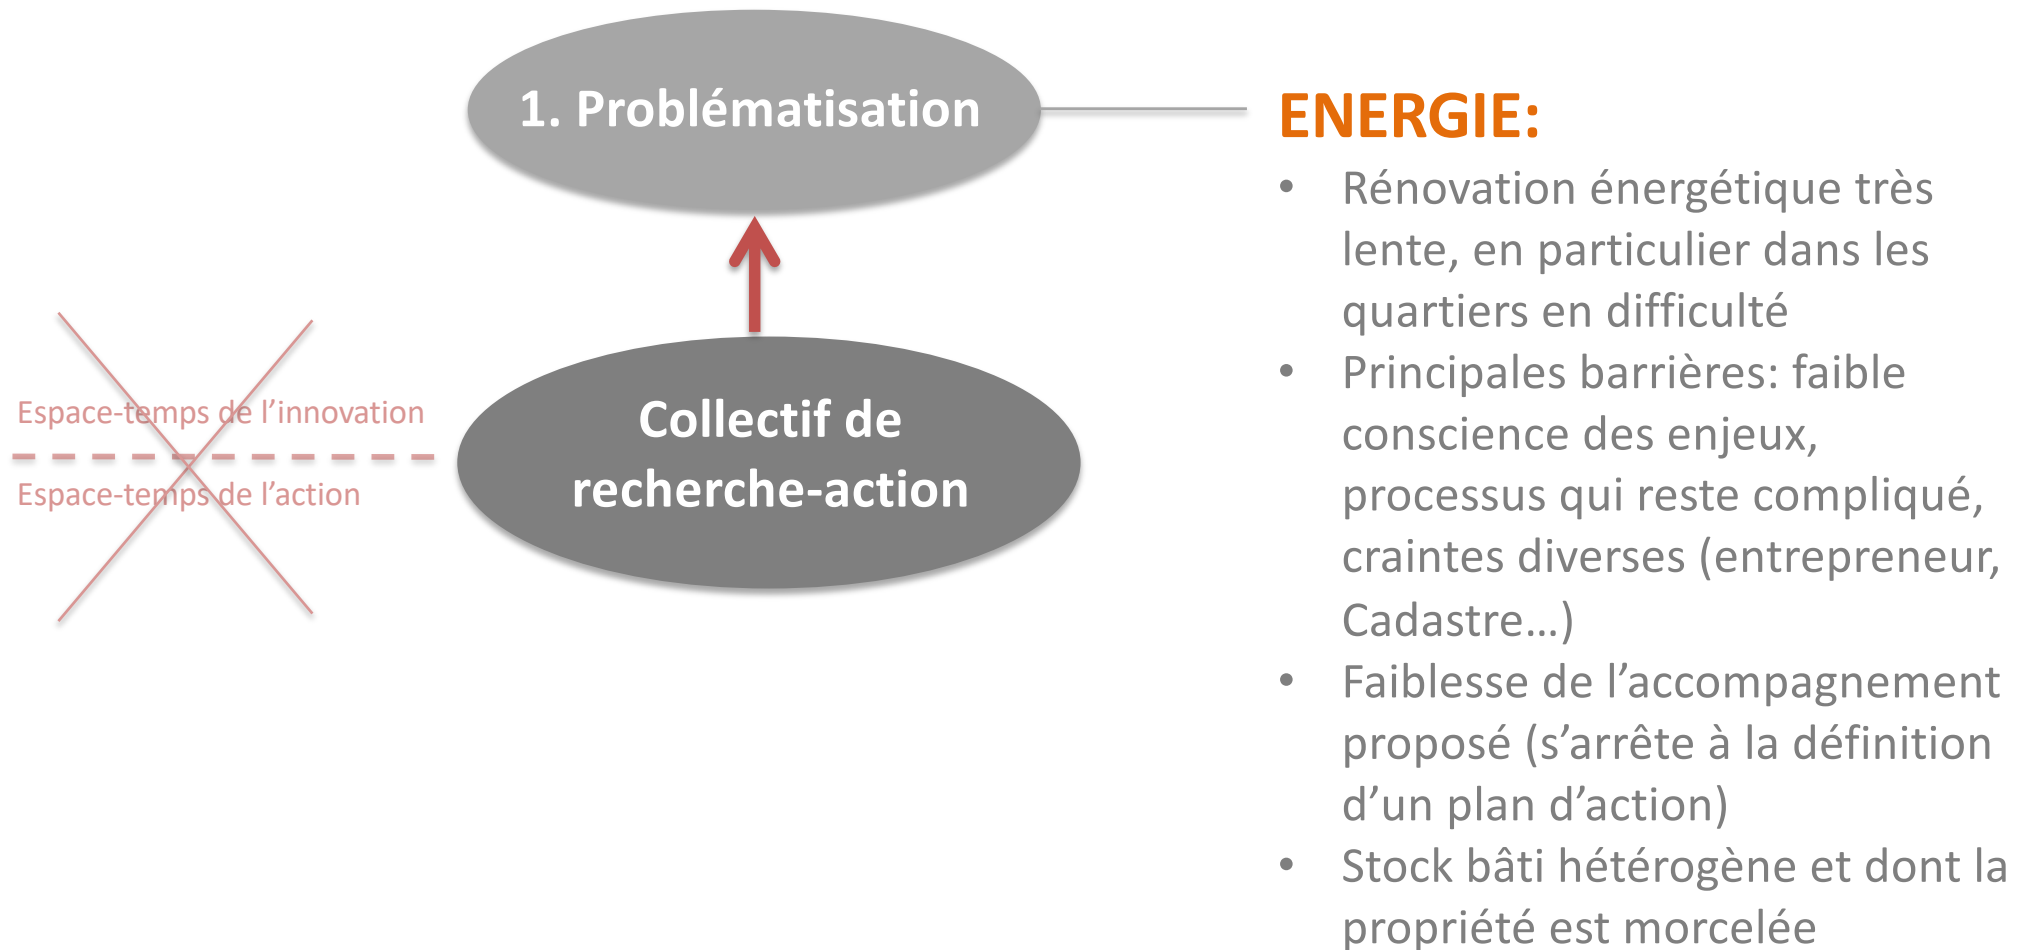 1. Problématisation
Espace-temps de l’innovation
Espace-temps de l’action
Collectif de
recherche-action
ENERGIE:
• Rénovation énergétique très
lente, en particulier dans les
quartiers en difficulté
• Principales barrières: faible
conscience des enjeux,
processus qui reste compliqué,
craintes diverses (entrepreneur,
Cadastre…)
• Faiblesse de l’accompagnement
proposé (s’arrête à la définition
d’un plan d’action)
• Stock bâti hétérogène et dont la
propriété est morcelée